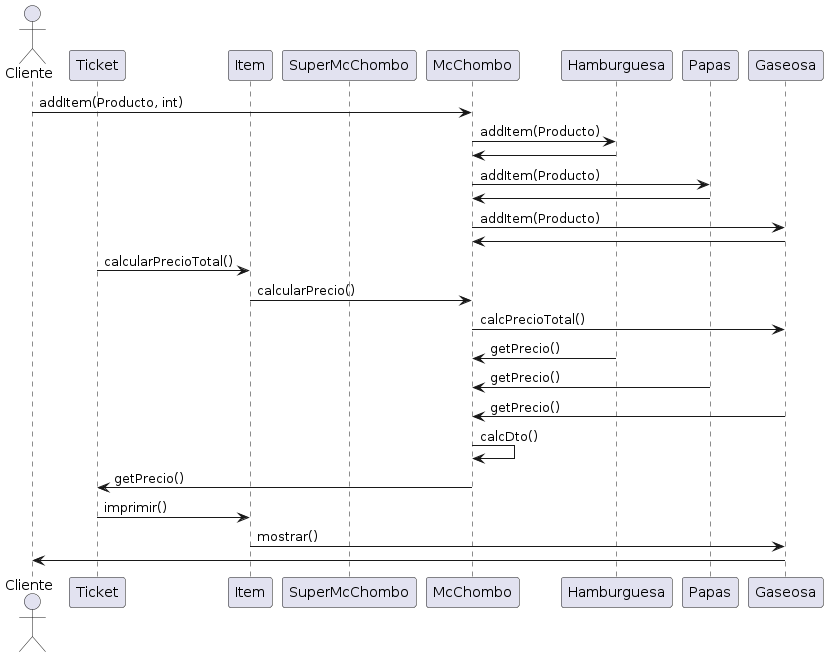 Cliente
Ticket
Item
SuperMcChombo
McChombo
Hamburguesa
Papas
Gaseosa
addItem(Producto, int)
addItem(Producto)
addItem(Producto)
addItem(Producto)
calcularPrecioTotal()
calcularPrecio()
calcPrecioTotal()
getPrecio()
getPrecio()
getPrecio()
calcDto()
getPrecio()
imprimir()
mostrar()
Cliente
Ticket
Item
SuperMcChombo
McChombo
Hamburguesa
Papas
Gaseosa